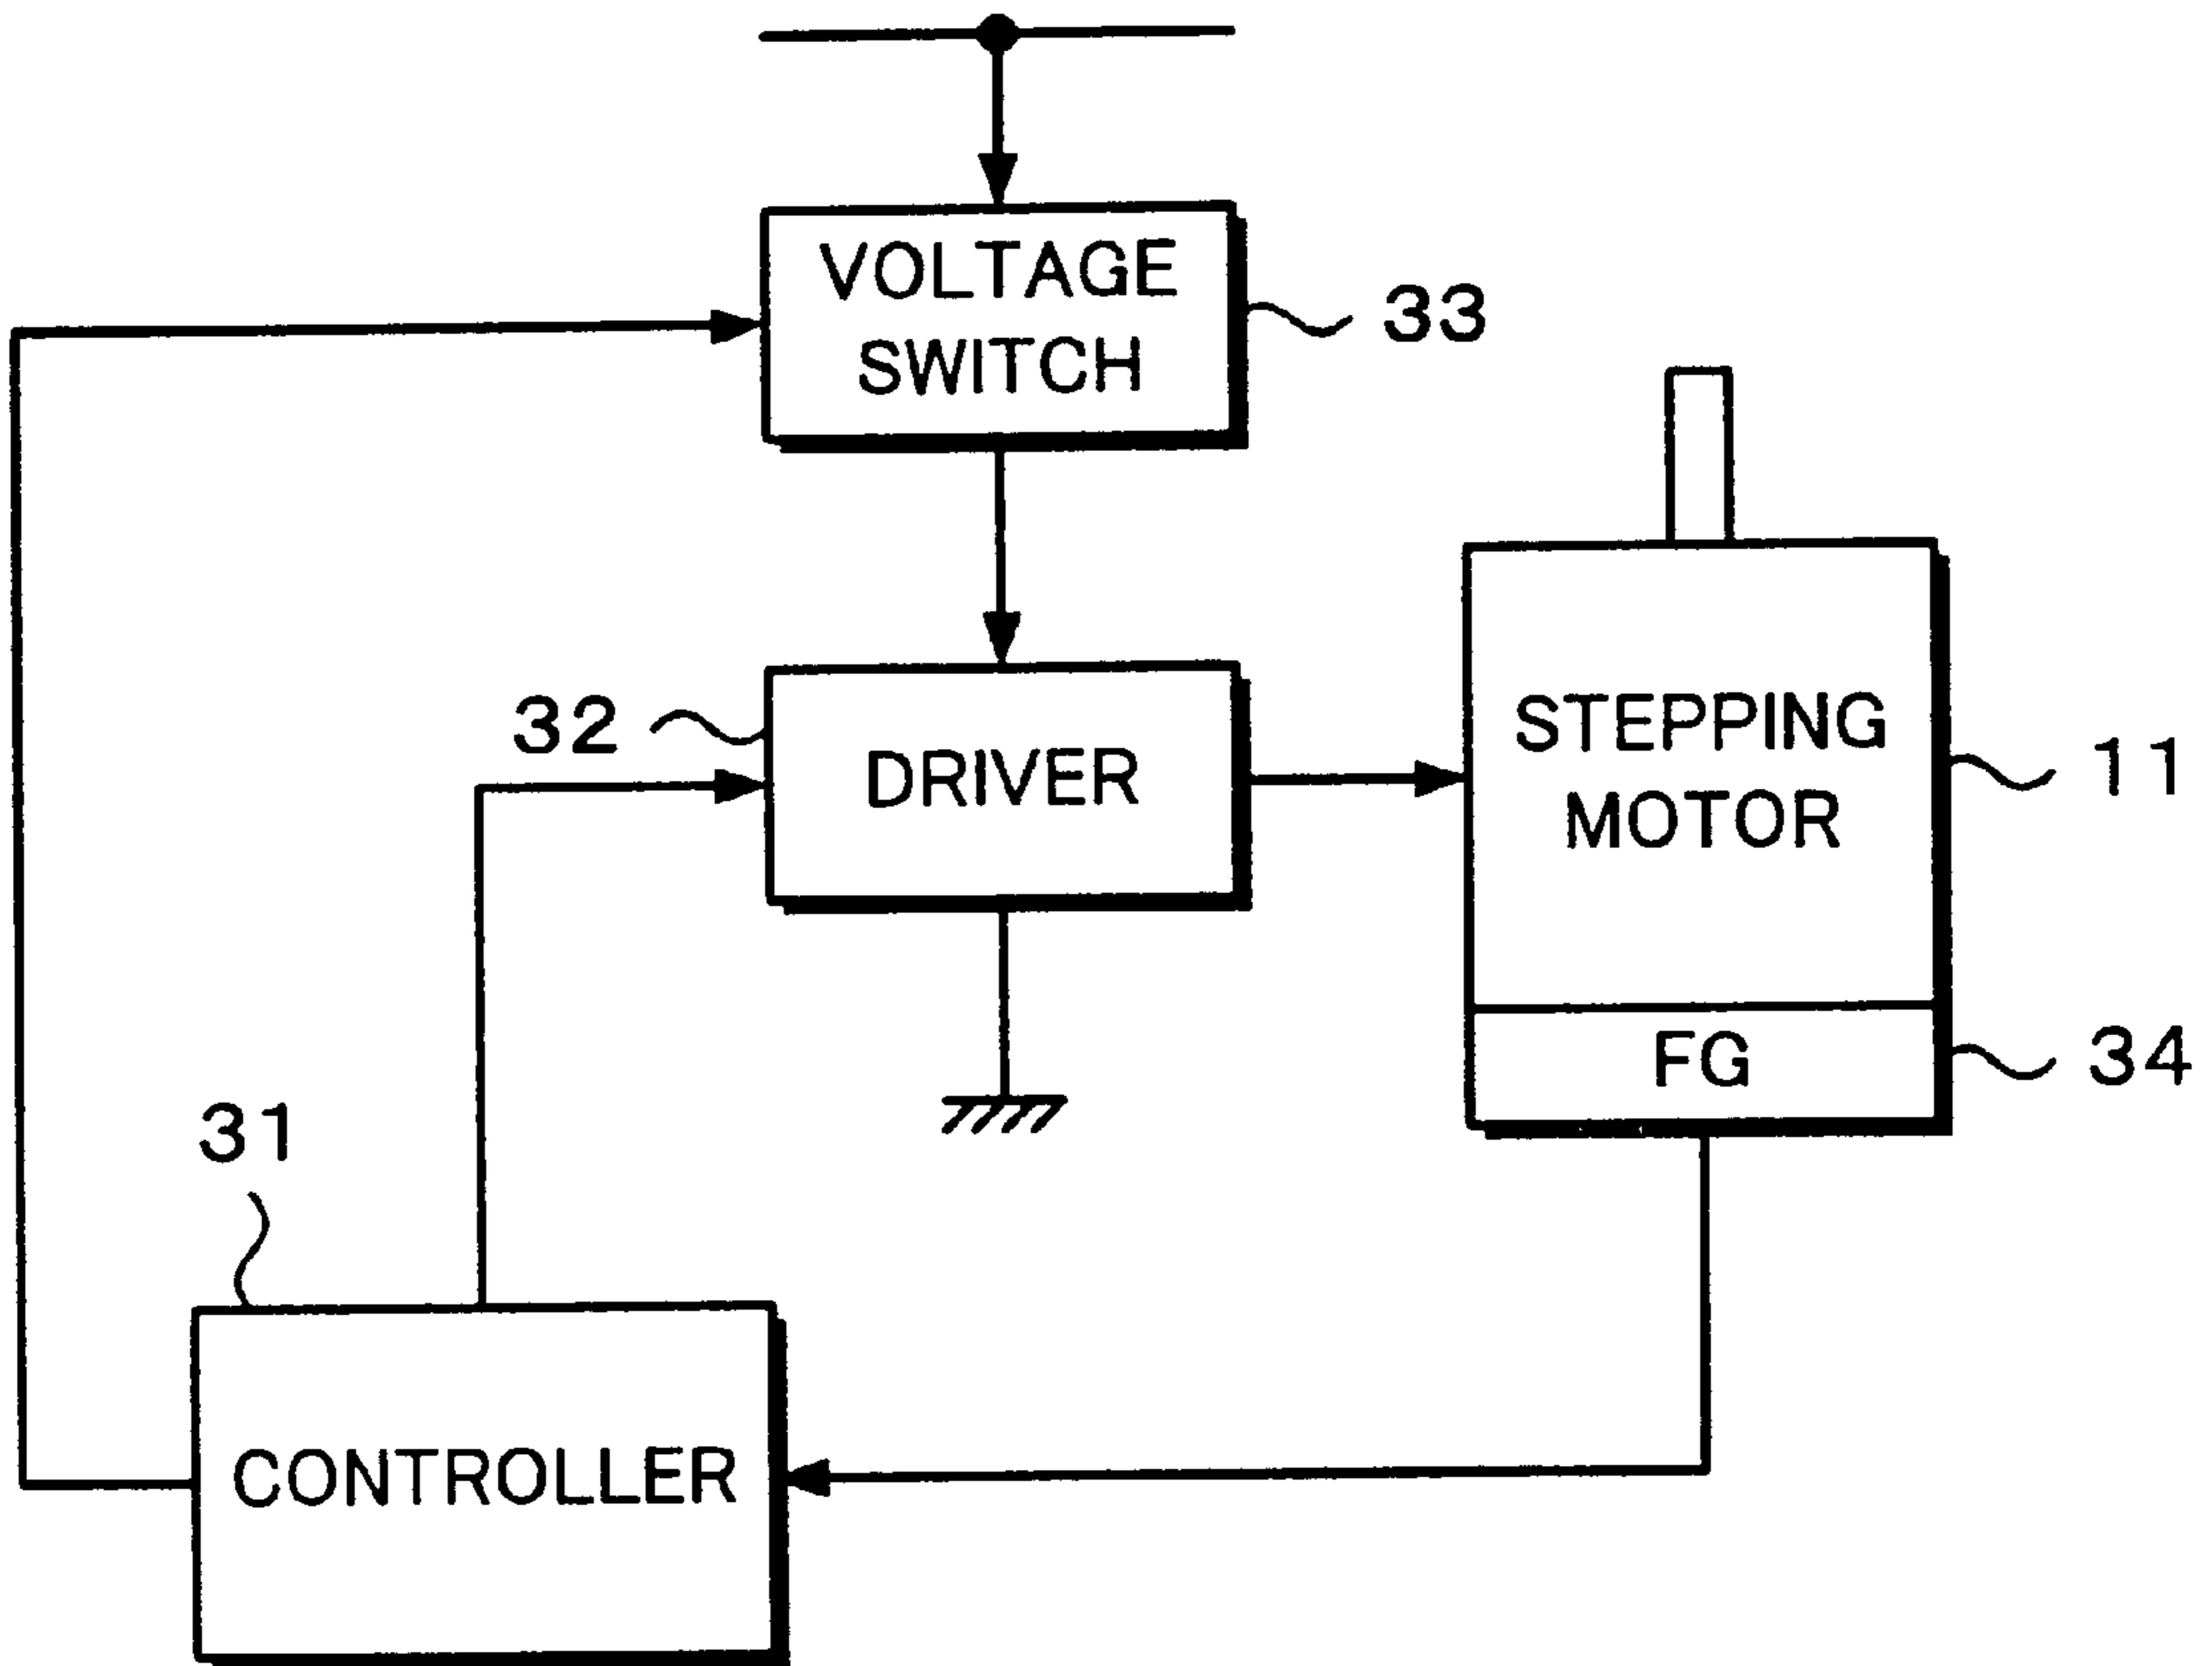 VOLTAGE
SWITCH
33
32
DRIVER
STEPPING
MOTOR
11
FG
34
31
CONTROLLER